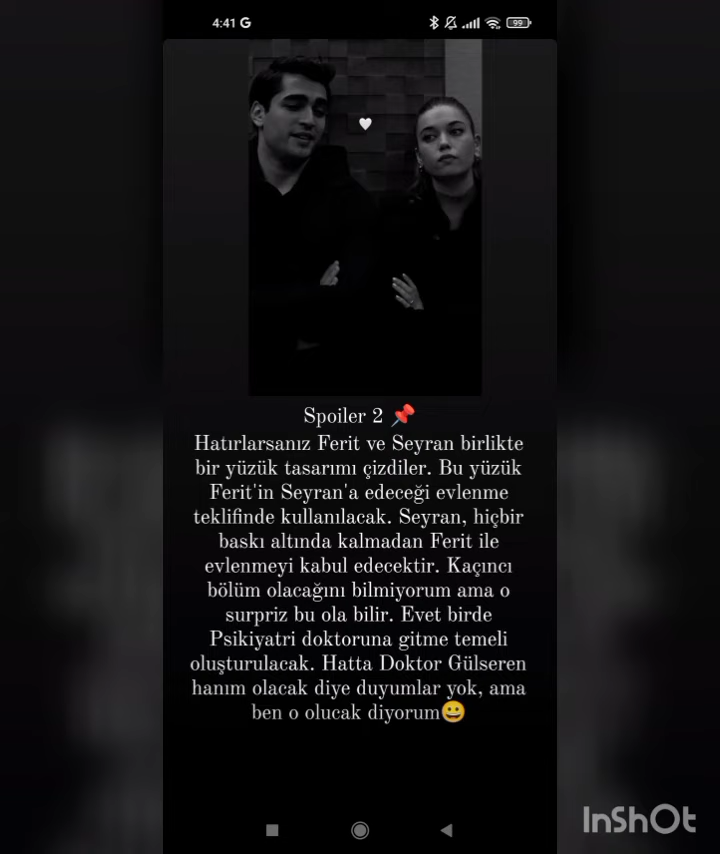 4:41 G
99
Spoiler 2 📌
Hatırlarsanız Ferit ve Seyran birlikte
bir yüzük tasarımı çizdiler. Bu yüzük
Ferit'in Seyran'a edeceği evlenme
teklifinde kullanılacak. Seyran, hiçbir
baskı altında kalmadan Ferit ile
evlenmeyi kabul edecektir. Kaçıncı
bölüm olacağını bilmiyorum ama o
surpriz bu ola bilir. Evet birde
Psikiyatri doktoruna gitme temeli
oluşturulacak. Hatta Doktor Gülseren
hanım olacak diye duyumlar yok, ama
ben o olucak diyorum😀
InShOt